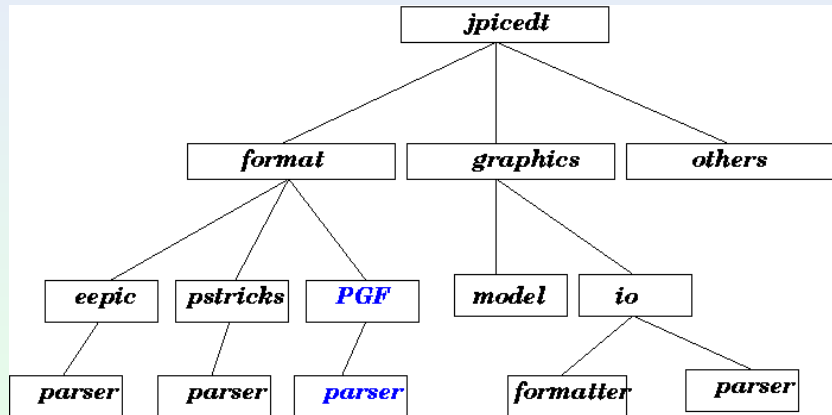 jpicedt
format
graphics
others
eepic
pstricks
PGF
model
io
parser
parser
parser
formatter
parser